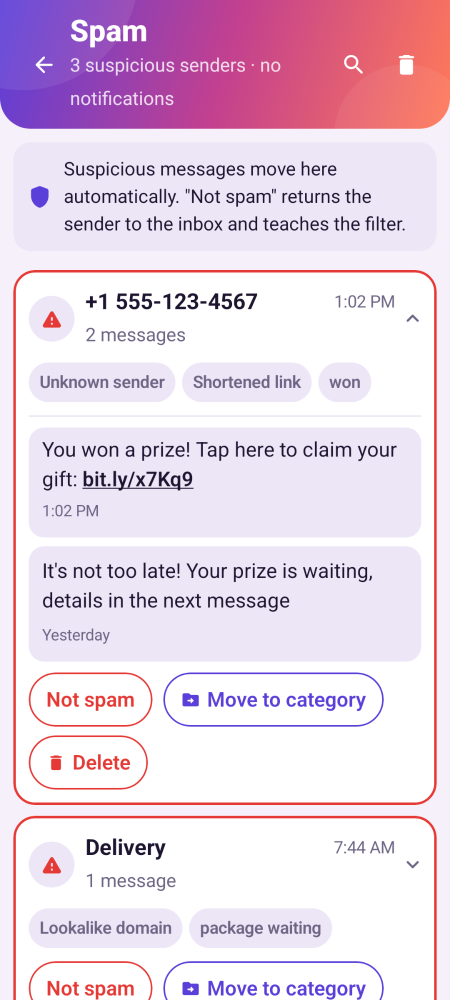 Spam
3 suspicious senders · no
notifications
Suspicious messages move here
automatically. "Not spam" returns the
sender to the inbox and teaches the filter.
+1 555-123-4567
1:02 PM
2 messages
Unknown sender
Shortened link
won
You won a prize! Tap here to claim your
gift: bit.ly/x7Kq9
1:02 PM
It's not too late! Your prize is waiting,
details in the next message
Yesterday
Not spam
Move to category
Delete
Delivery
7:44 AM
1 message
Lookalike domain
package waiting
Not spam
Move to category